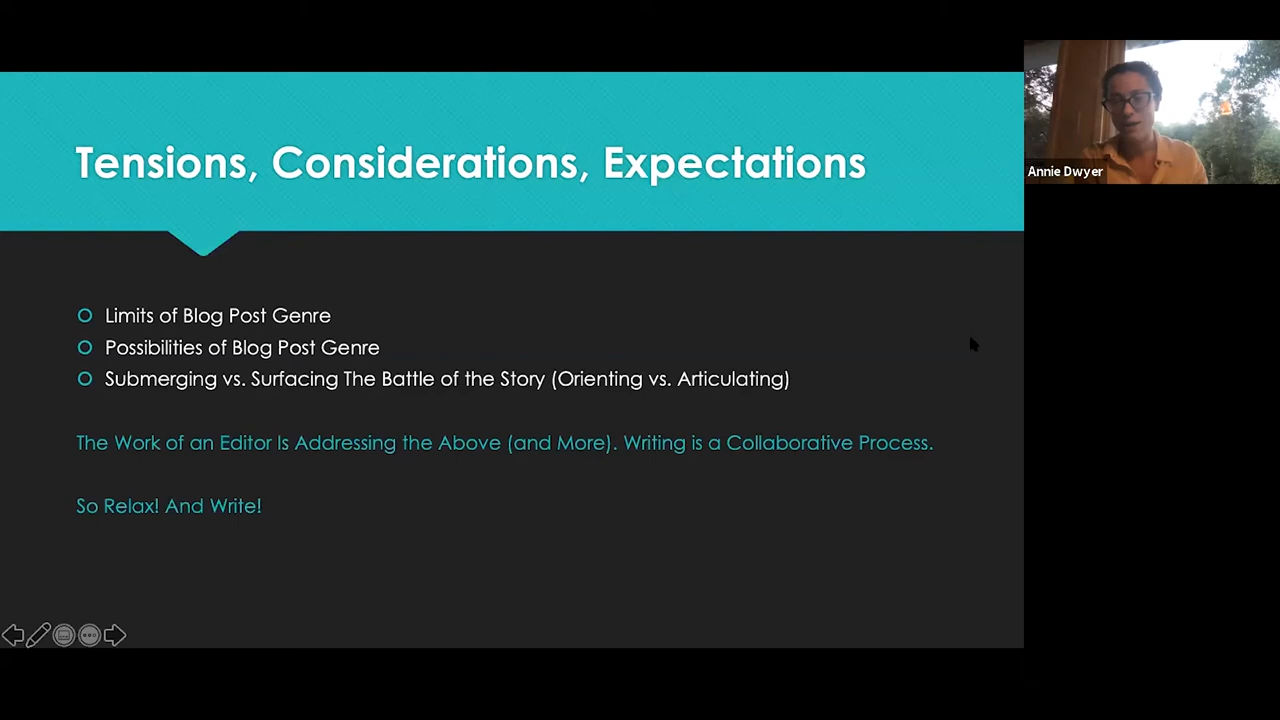 Tensions, Considerations, Expectations
Annie Dwyer
Limits of Blog Post Genre
Possibilities of Blog Post Genre
Submerging vs. Surfacing The Battle of the Story (Orienting vs. Articulating)
The Work of an Editor Is Addressing the Above (and More). Writing is a Collaborative Process.
So Relax! And Write!